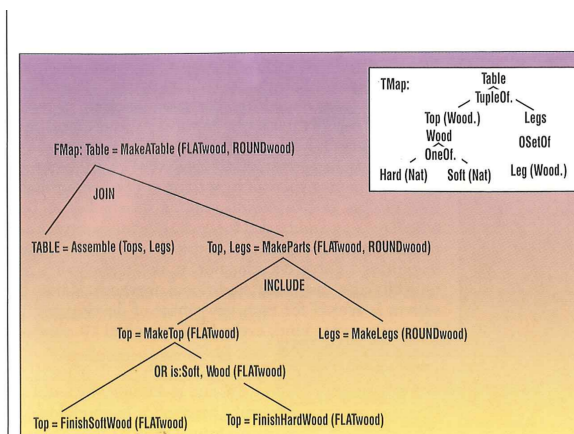 TMap:
Table
TupleOf.
Top (Wood.) Legs
Wood OSetOf
OneOf.
Hard (Nat) Soft (Nat) Leg (Wood.)
FMap: Table = MakeATable (FLATwood, ROUNDwood)
JOIN
TABLE = Assemble (Tops, Legs) Top, Legs = MakeParts (FLATwood, ROUNDwood)
INCLUDE
Top = MakeTop (FLATwood) Legs = MakeLegs (ROUNDwood)
OR is:Soft, Wood (FLATwood)
Top = FinishSoftWood (FLATwood) Top = FinishHardWood (FLATwood)